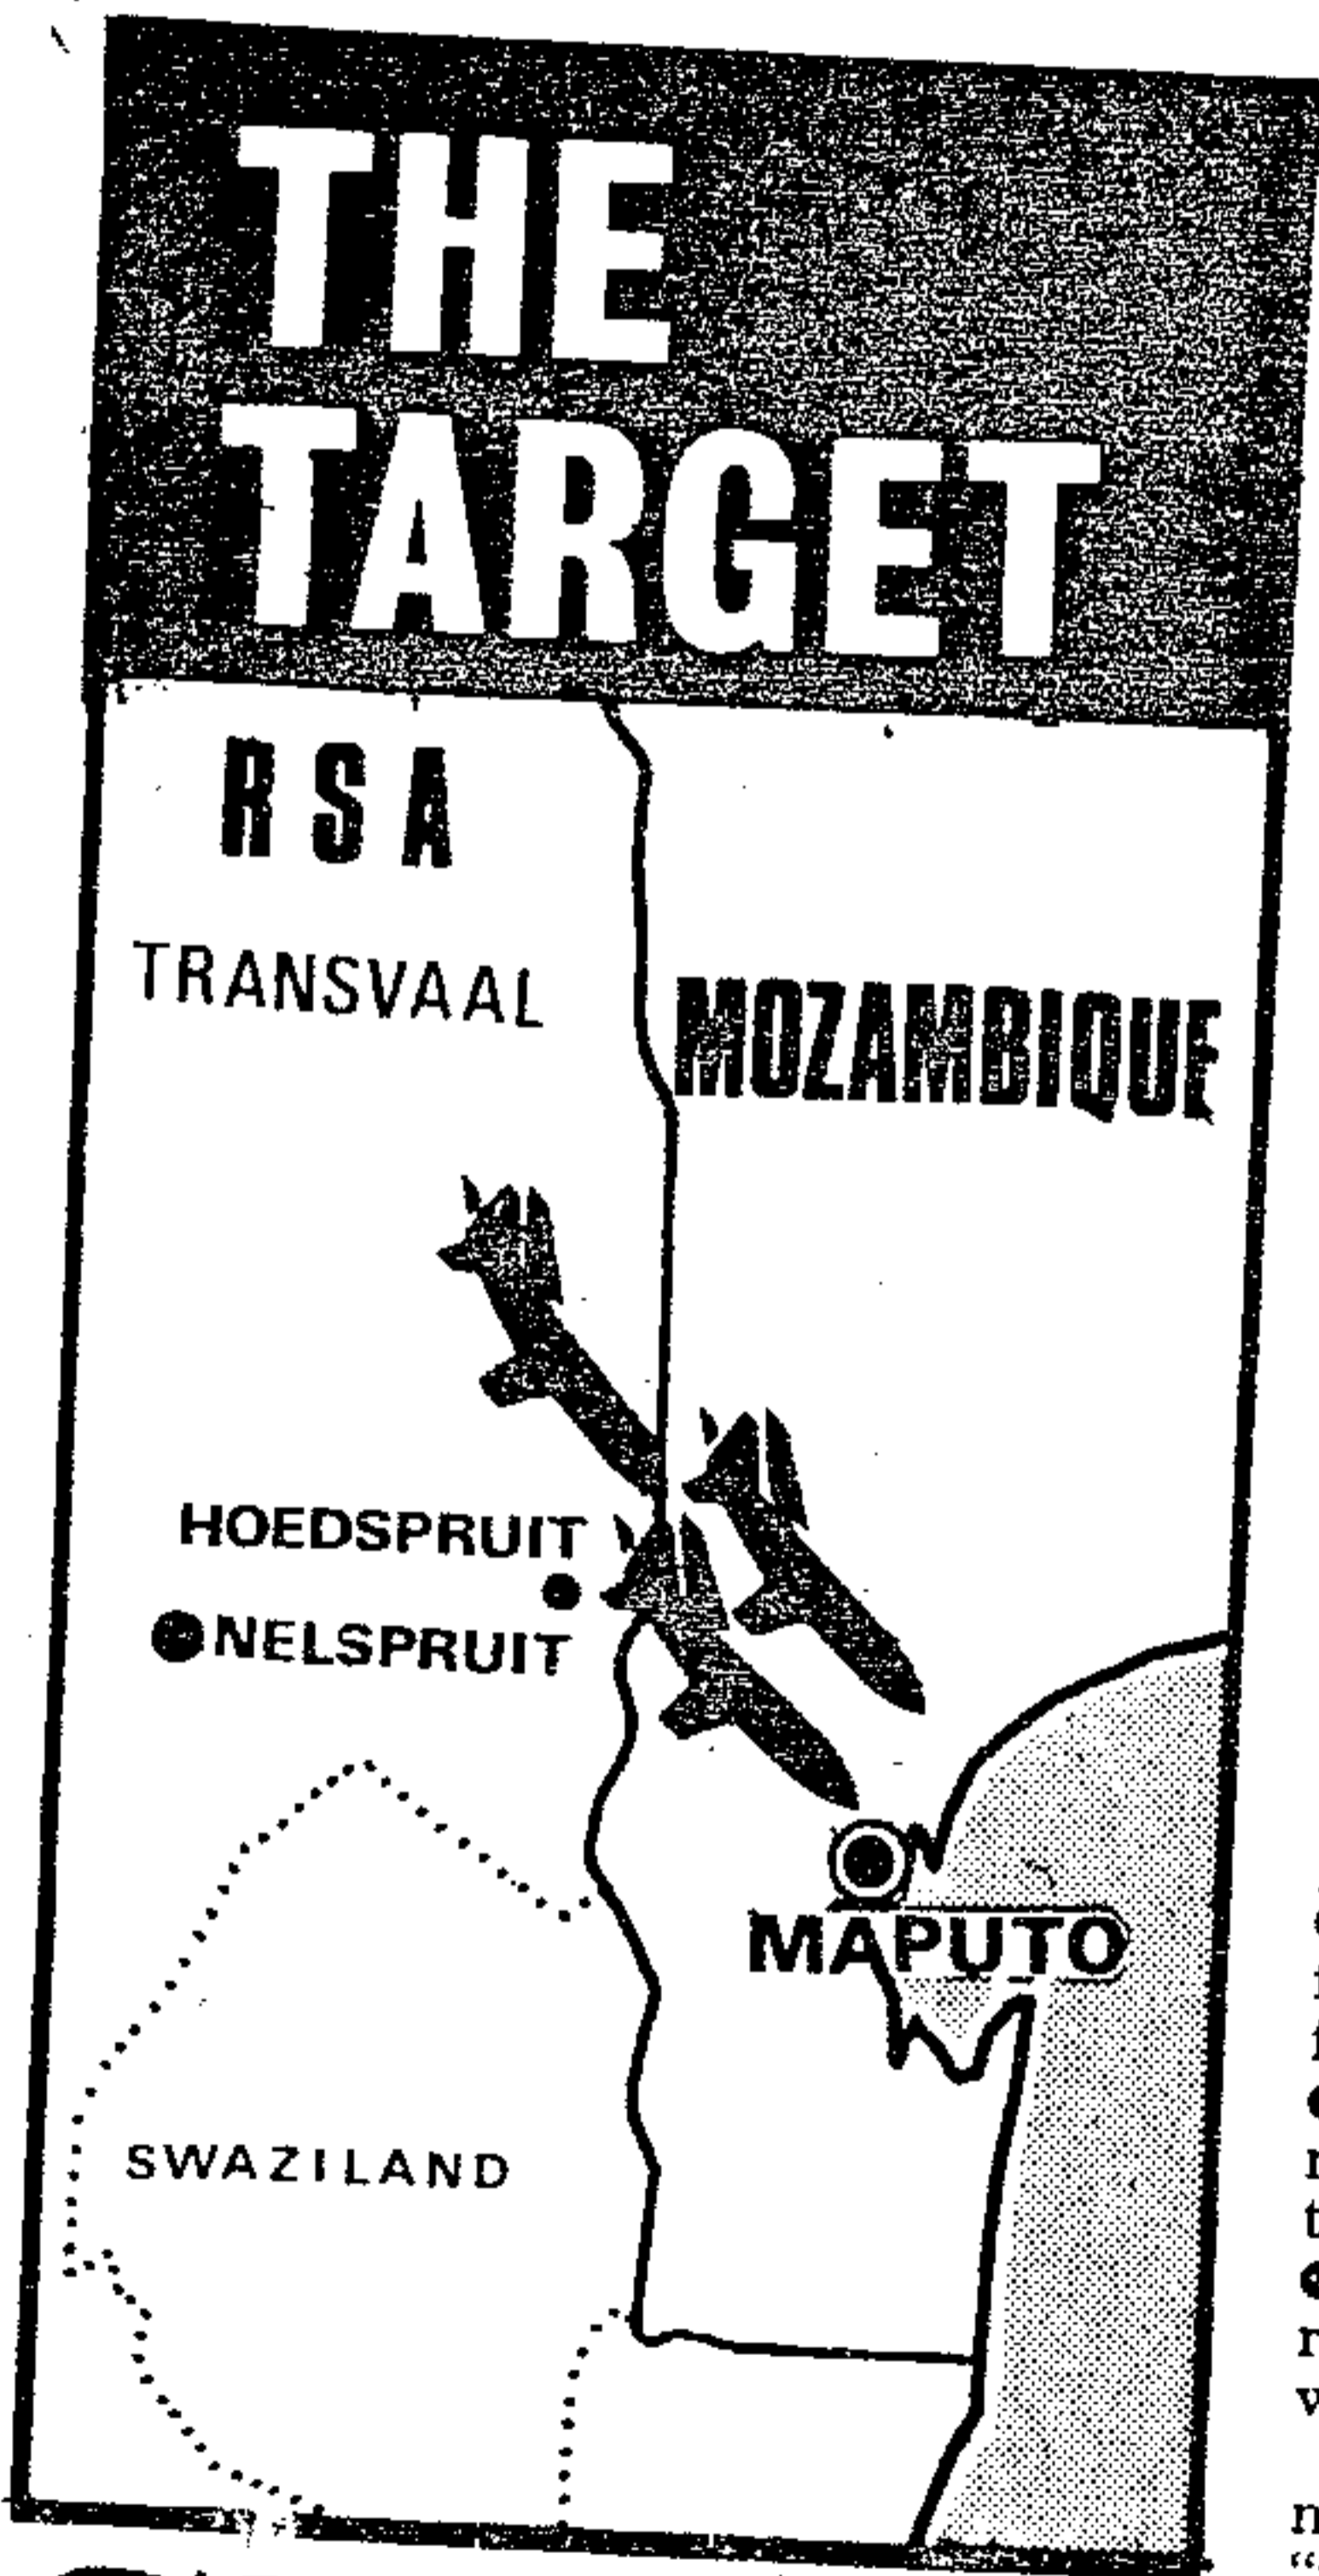 THE
TARGET
RSA
TRANSVAAL
MOZAMBIQUE
HOEDSPRUIT
NELSPRUIT
MAPUTO
SWAZILAND